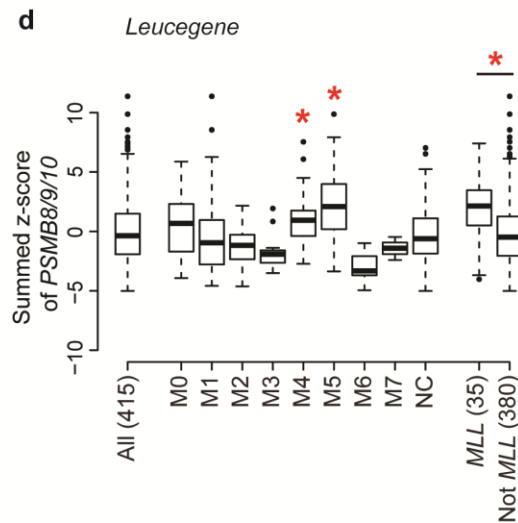 d
Leucegene
*
*
*
Summed z-score
of PSMB8/9/10
10
5
0
−5
−10
All (415)
M0
M1
M2
M3
M4
M5
M6
M7
NC
MLL (35)
Not MLL (380)